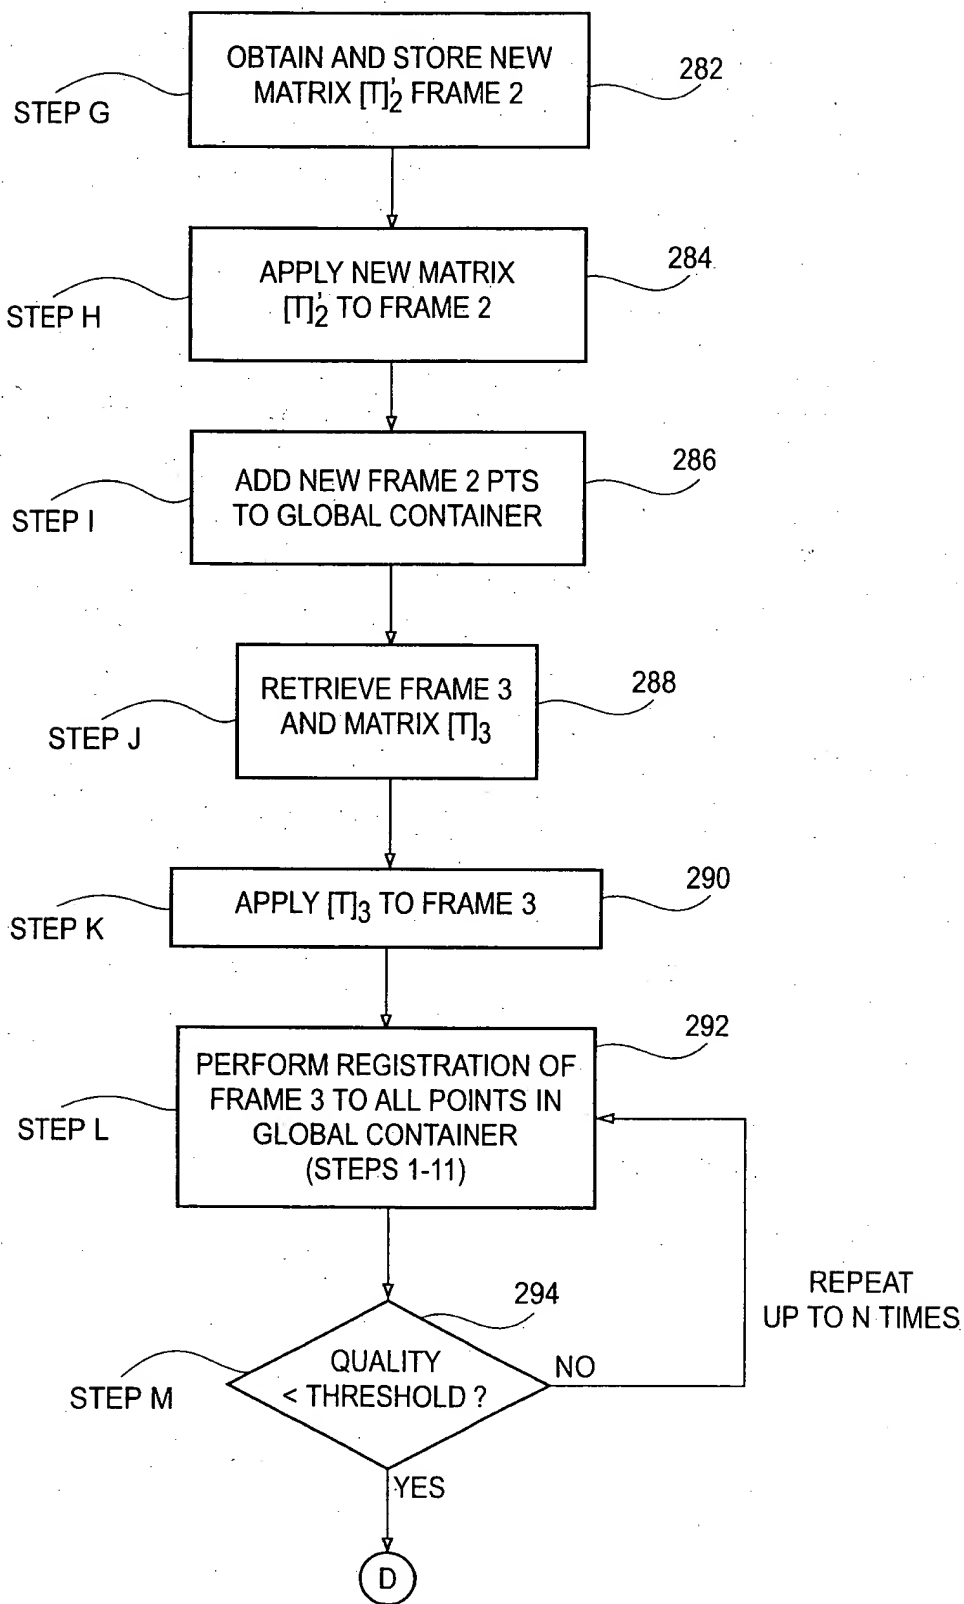 OBTAIN AND STORE NEW
MATRIX [T]'2 FRAME 2
282
STEP G
APPLY NEW MATRIX
[T]'2 TO FRAME 2
284
STEP H
ADD NEW FRAME 2 PTS
TO GLOBAL CONTAINER
286
STEP I
RETRIEVE FRAME 3
AND MATRIX [T]3
288
STEP J
APPLY [T]3 TO FRAME 3
290
STEP K
PERFORM REGISTRATION OF
FRAME 3 TO ALL POINTS IN
GLOBAL CONTAINER
(STEPS 1-11)
292
STEP L
294
QUALITY
< THRESHOLD ?
STEP M
NO
REPEAT
UP TO N TIMES
YES
D